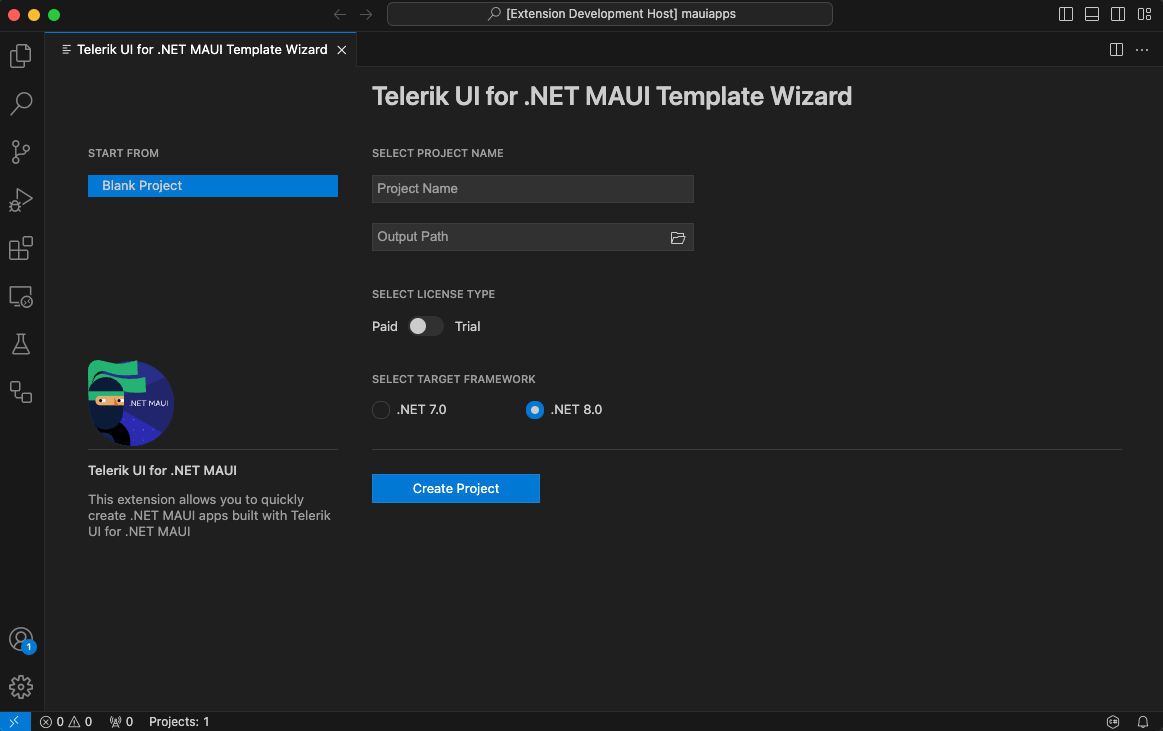 [Extension Development Host] mauiapps
Telerik UI for .NET MAUI Template Wizard
Telerik UI for .NET MAUI Template Wizard
START FROM
Blank Project
.NET MAUI
Telerik UI for .NET MAUI
This extension allows you to quickly
create .NET MAUI apps built with Telerik
UI for .NET MAUI
SELECT PROJECT NAME
Project Name
Output Path
SELECT LICENSE TYPE
Paid Trial
SELECT TARGET FRAMEWORK
.NET 7.0 .NET 8.0
Create Project
1
0 0 0 Projects: 1